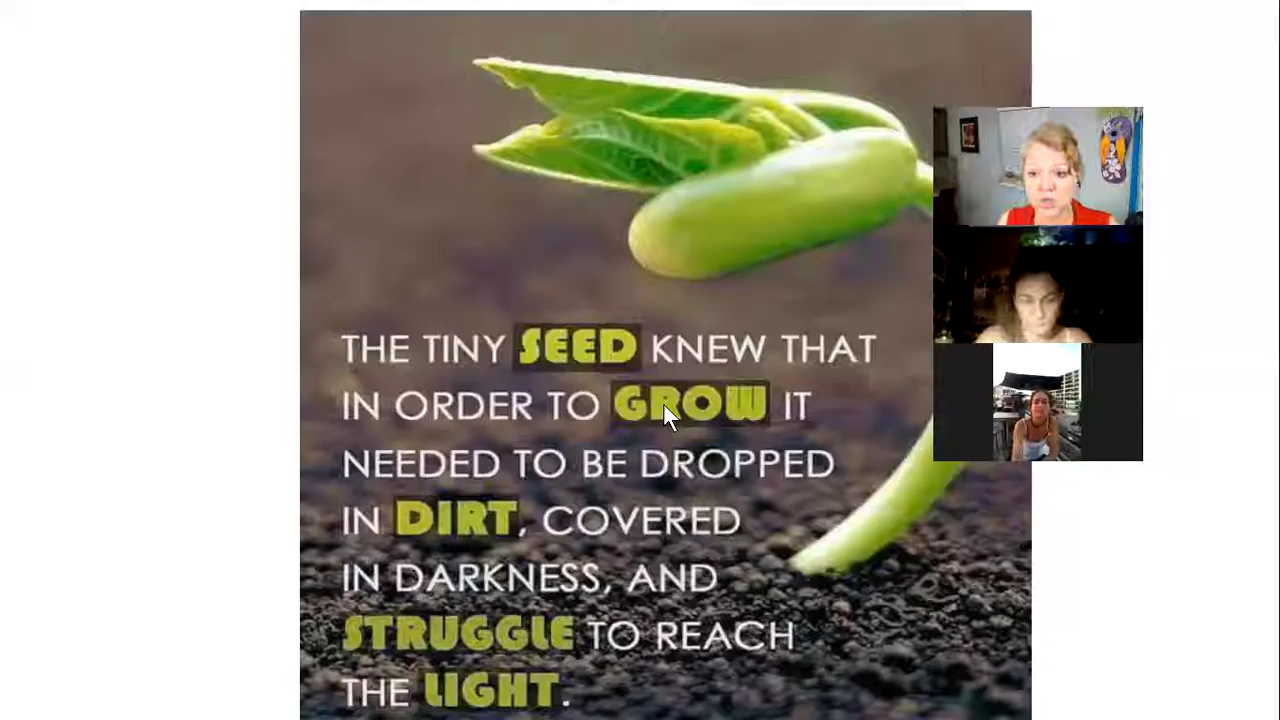 THE TINY SEED KNEW THAT
IN ORDER TO GROW IT
NEEDED TO BE DROPPED
IN DIRT, COVERED
IN DARKNESS, AND
STRUGGLE TO REACH
THE LIGHT.